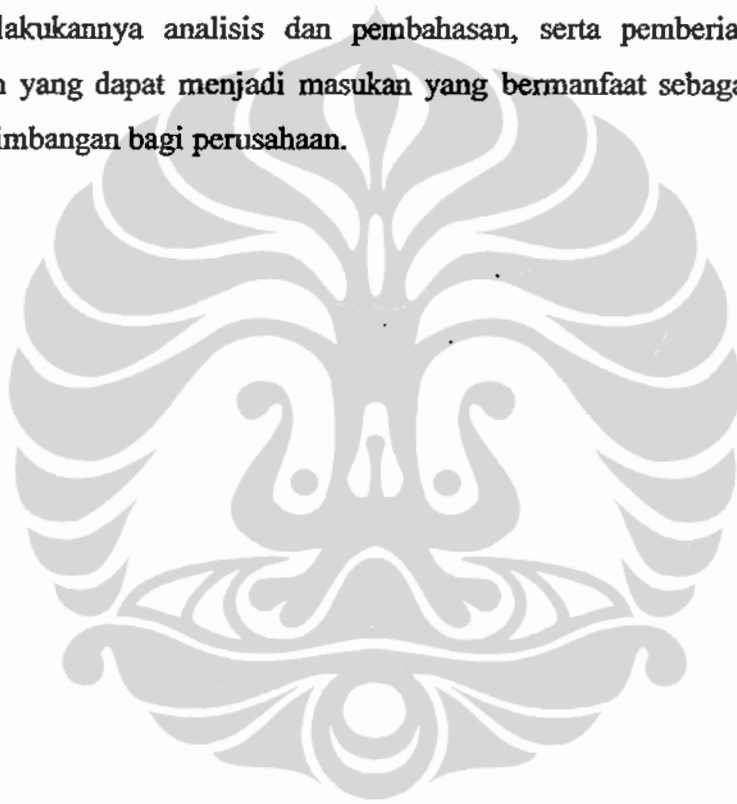 lakukannya analisis dan pembahasan, serta pemberia
n yang dapat menjadi masukan yang bermanfaat sebaga
imbangan bagi perusahaan.